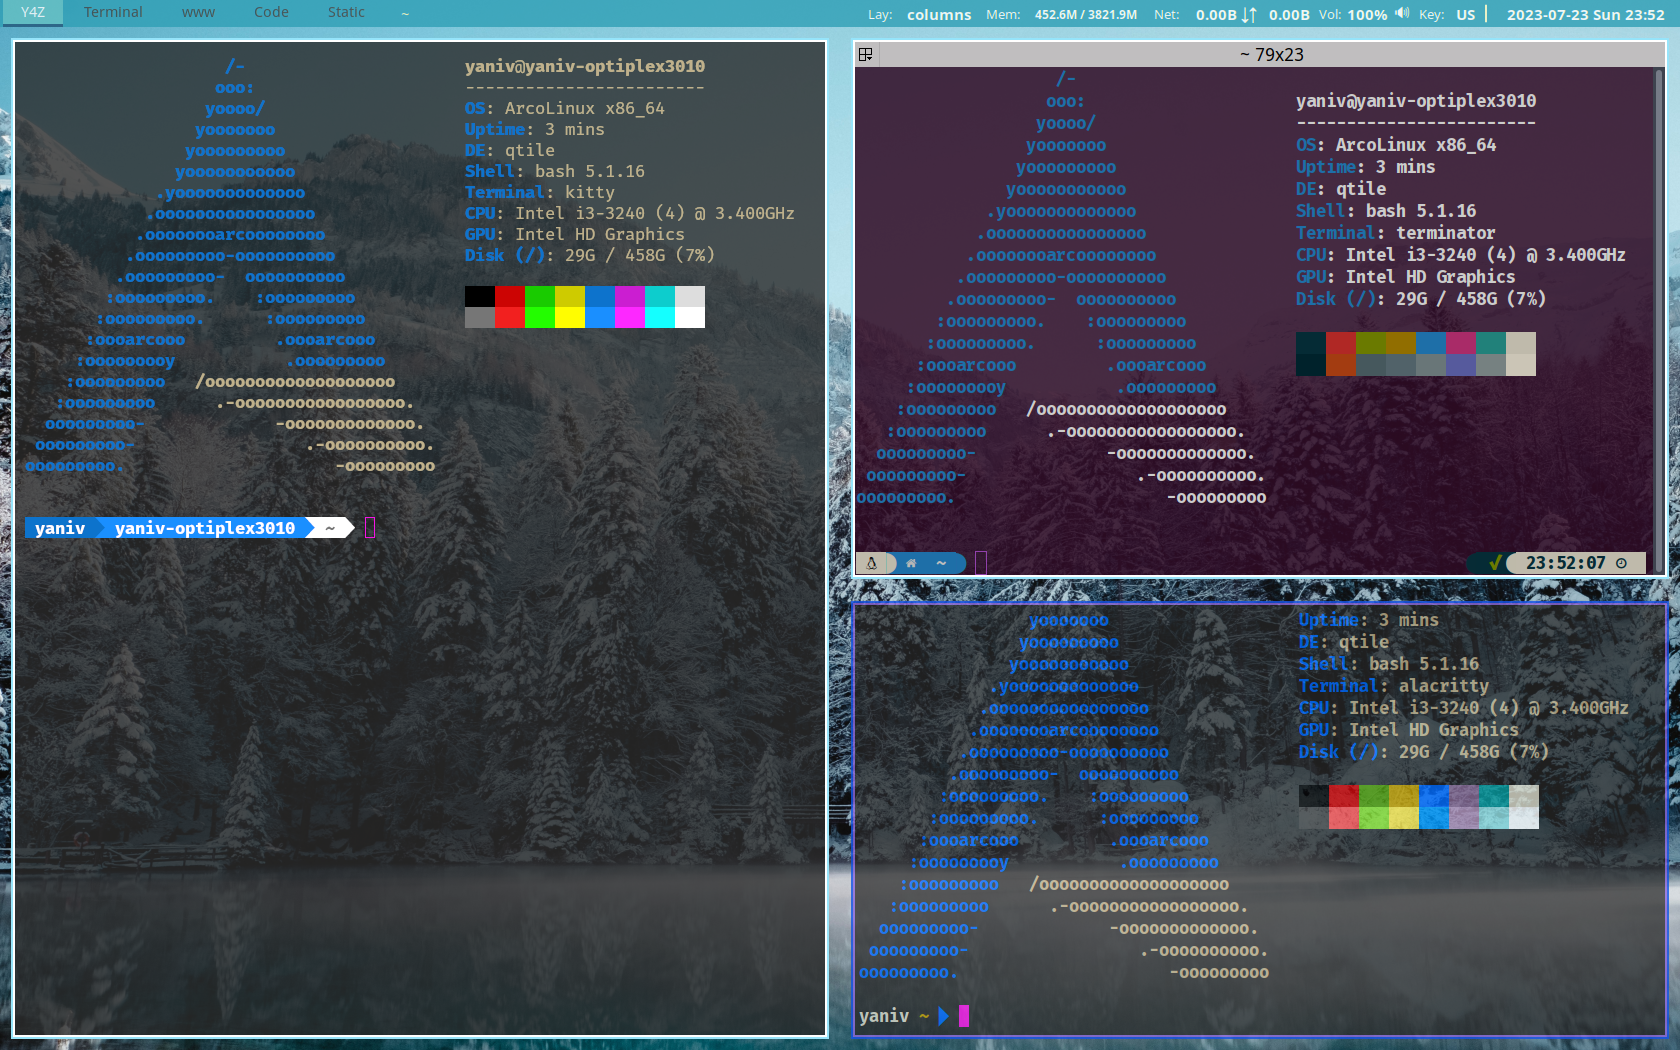 Y4Z Terminal www Code Static ~ Lay: columns Mem: 452.6M / 3821.9M Net: 0.00B ↓↑ 0.00B Vol: 100% Key: US 2023-07-23 Sun 23:52
/-
ooo:
yoooo/
yooooooo
yooooooooo
yooooooooooo
.yooooooooooooo
.oooooooooooooooo
.oooooooarcoooooooo
.ooooooooo-oooooooooo
.ooooooooo-  oooooooooo
:ooooooooo.    :ooooooooo
:ooooooooo.      :ooooooooo
:oooarcooo         .oooarcooo
:ooooooooy           .ooooooooo
:ooooooooo   /ooooooooooooooooooo
:ooooooooo      .-ooooooooooooooooo.
ooooooooo-             -ooooooooooooo.
ooooooooo-                 .-oooooooooo.
ooooooooo.                     -ooooooooo
yaniv@yaniv-optiplex3010
------------------------
OS: ArcoLinux x86_64
Uptime: 3 mins
DE: qtile
Shell: bash 5.1.16
Terminal: kitty
CPU: Intel i3-3240 (4) @ 3.400GHz
GPU: Intel HD Graphics
Disk (/): 29G / 458G (7%)
yaniv yaniv-optiplex3010 ~
~ 79x23
/-
ooo:
yoooo/
yooooooo
yooooooooo
yooooooooooo
.yooooooooooooo
.oooooooooooooooo
.oooooooarcoooooooo
.ooooooooo-oooooooooo
.ooooooooo-  oooooooooo
:ooooooooo.    :ooooooooo
:ooooooooo.      :ooooooooo
:oooarcooo         .oooarcooo
:ooooooooy           .ooooooooo
:ooooooooo   /ooooooooooooooooooo
:ooooooooo      .-ooooooooooooooooo.
ooooooooo-             -ooooooooooooo.
ooooooooo-                 .-oooooooooo.
ooooooooo.                     -ooooooooo
yaniv@yaniv-optiplex3010
------------------------
OS: ArcoLinux x86_64
Uptime: 3 mins
DE: qtile
Shell: bash 5.1.16
Terminal: terminator
CPU: Intel i3-3240 (4) @ 3.400GHz
GPU: Intel HD Graphics
Disk (/): 29G / 458G (7%)
~ ✓ 23:52:07
yooooooo
yooooooooo
yooooooooooo
.yooooooooooooo
.oooooooooooooooo
.oooooooarcoooooooo
.ooooooooo-oooooooooo
.ooooooooo-  oooooooooo
:ooooooooo.    :ooooooooo
:ooooooooo.      :ooooooooo
:oooarcooo         .oooarcooo
:ooooooooy           .ooooooooo
:ooooooooo   /ooooooooooooooooooo
:ooooooooo      .-ooooooooooooooooo.
ooooooooo-             -ooooooooooooo.
ooooooooo-                 .-oooooooooo.
ooooooooo.                     -ooooooooo
Uptime: 3 mins
DE: qtile
Shell: bash 5.1.16
Terminal: alacritty
CPU: Intel i3-3240 (4) @ 3.400GHz
GPU: Intel HD Graphics
Disk (/): 29G / 458G (7%)
yaniv ~